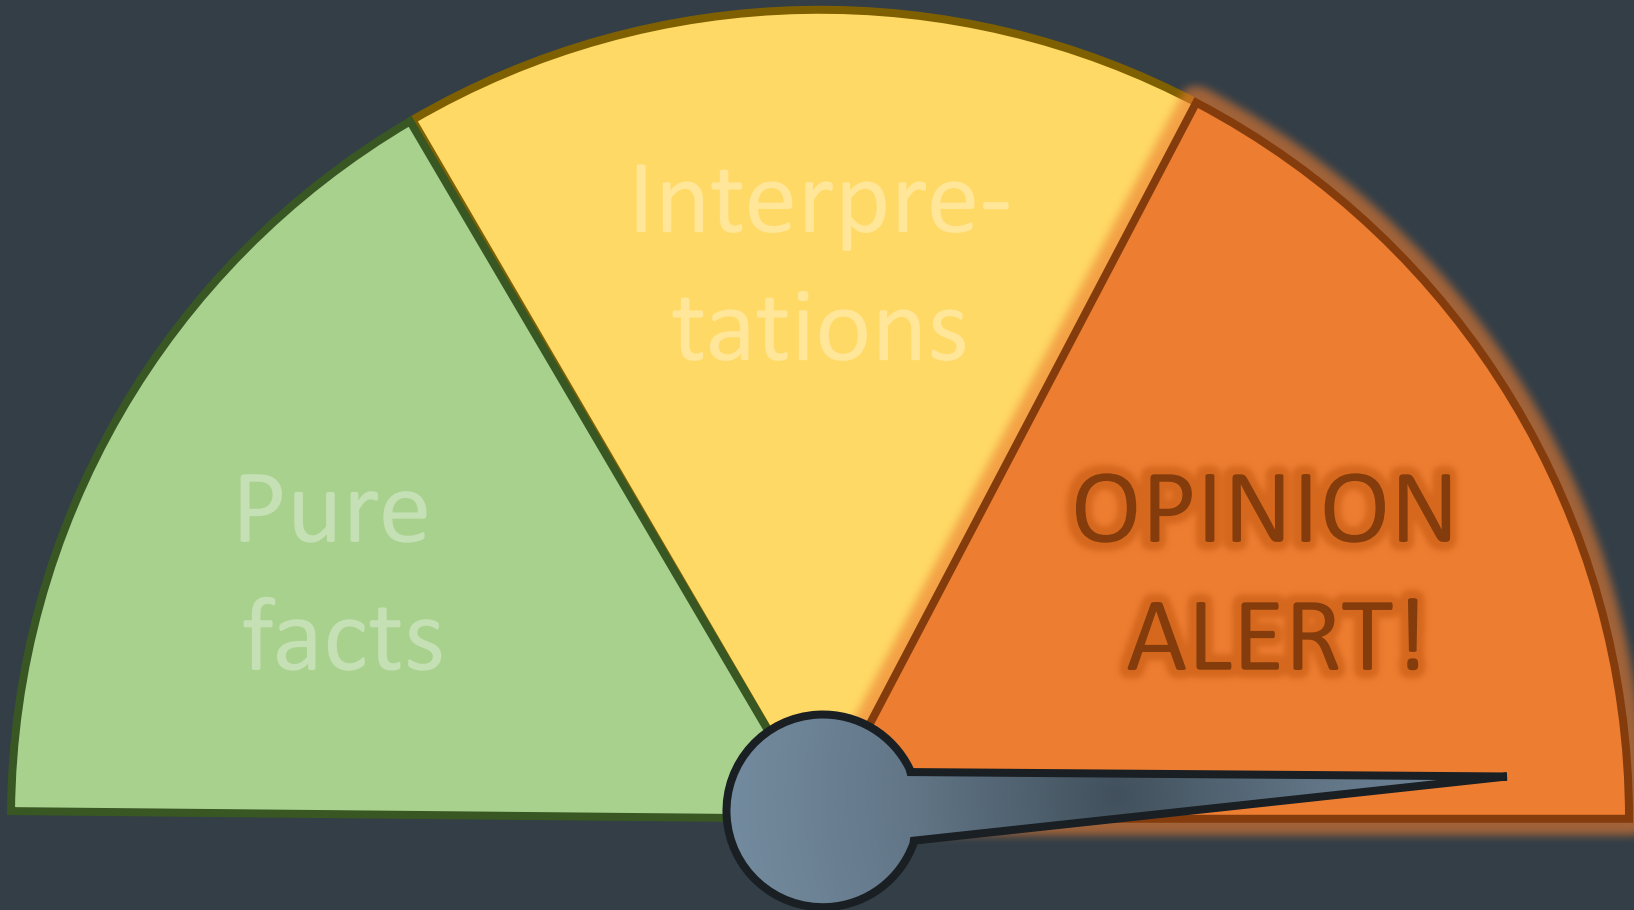 Pure
facts
Interpre-
tations
OPINION
ALERT!